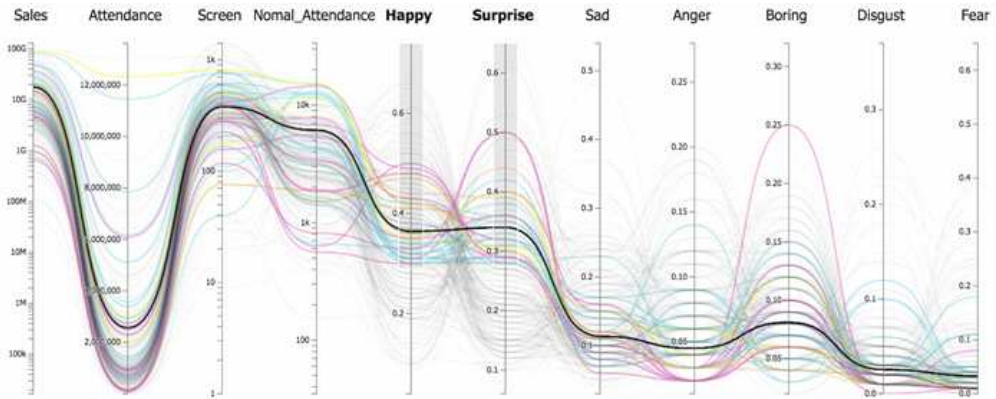 Sales Attendance Screen Nomal_Attendance Happy Surprise Sad Anger Boring Disgust Fear
100G 10G 1G 100M 10M 1M 100k
12,000,000 10,000,000 8,000,000
1k 100 10 1
10k 1k 100
0.6 0.4 0.2
0.6 0.5 0.4 0.3 0.2 0.1
0.5 0.4 0.3 0.2
0.25 0.20 0.15 0.10 0.05
0.30 0.25 0.20 0.15 0.10 0.05
0.3 0.2 0.1 0.0
0.6 0.5 0.4 0.3 0.2 0.1 0.0